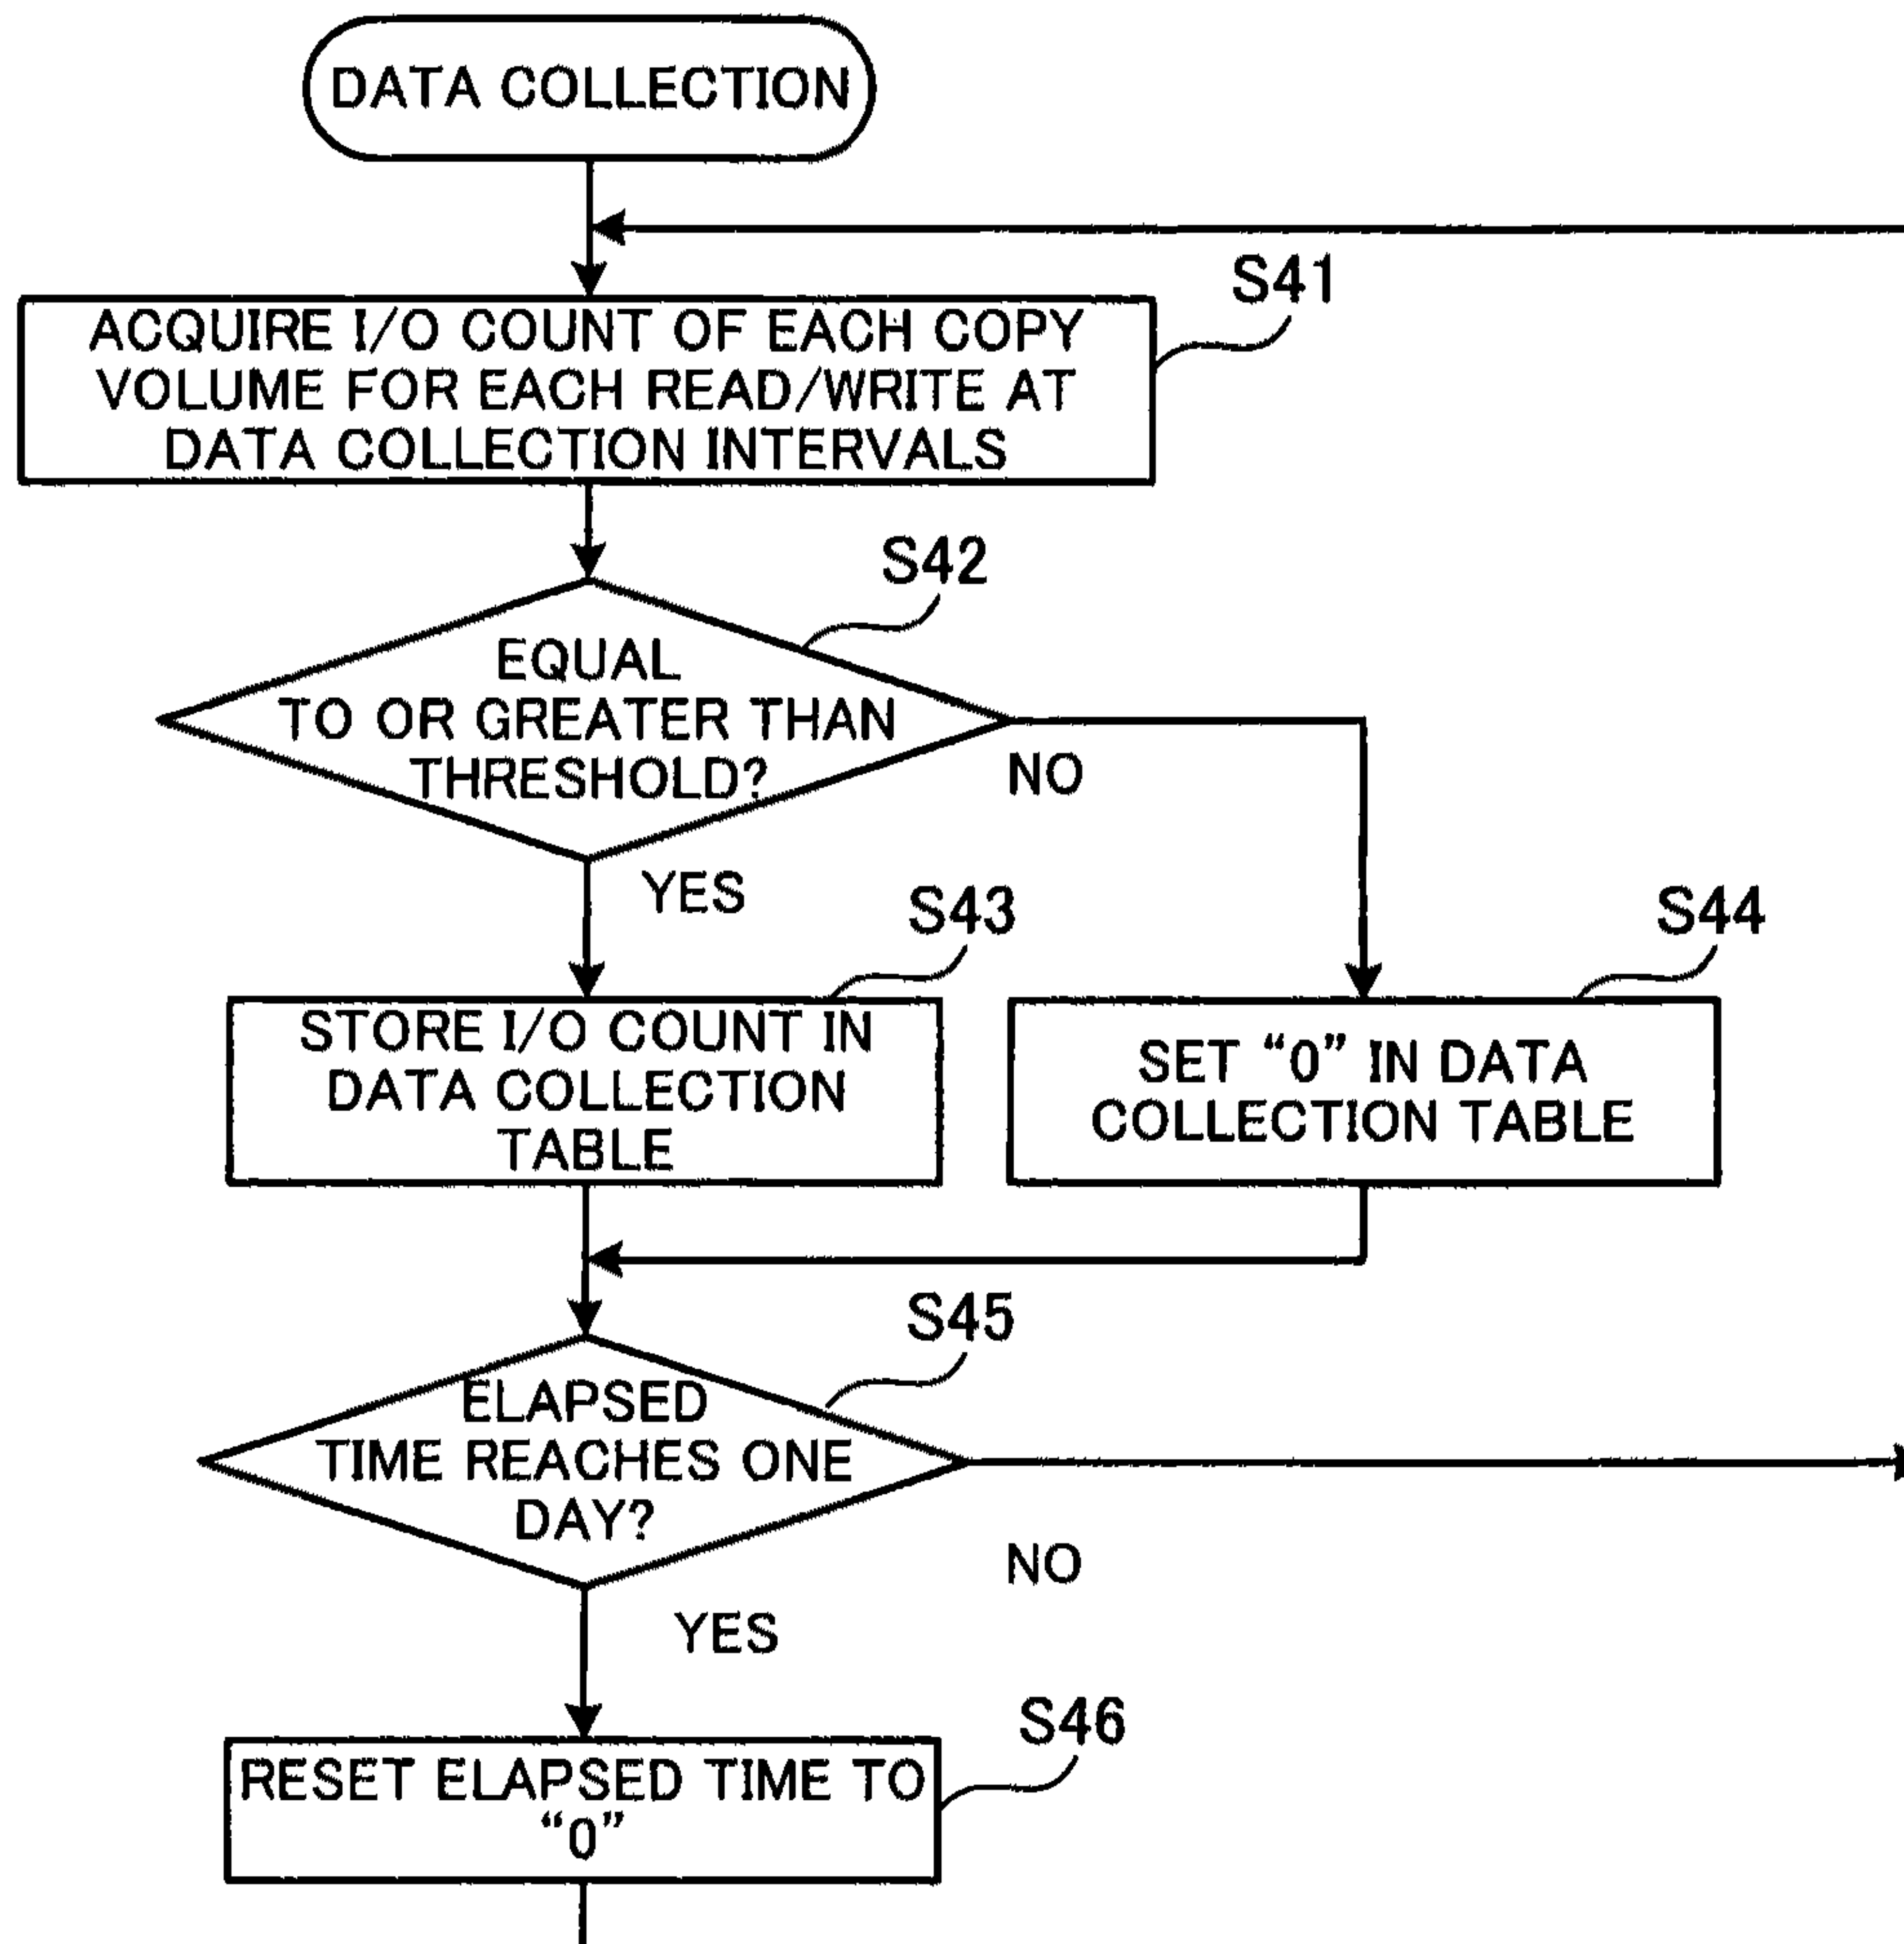 DATA COLLECTION
S41
ACQUIRE I/O COUNT OF EACH COPY
VOLUME FOR EACH READ/WRITE AT
DATA COLLECTION INTERVALS
S42
EQUAL
TO OR GREATER THAN
THRESHOLD?
NO
YES
S43
S44
STORE I/O COUNT IN
DATA COLLECTION
TABLE
SET “0” IN DATA
COLLECTION TABLE
S45
ELAPSED
TIME REACHES ONE
DAY?
NO
YES
S46
RESET ELAPSED TIME TO
“0”